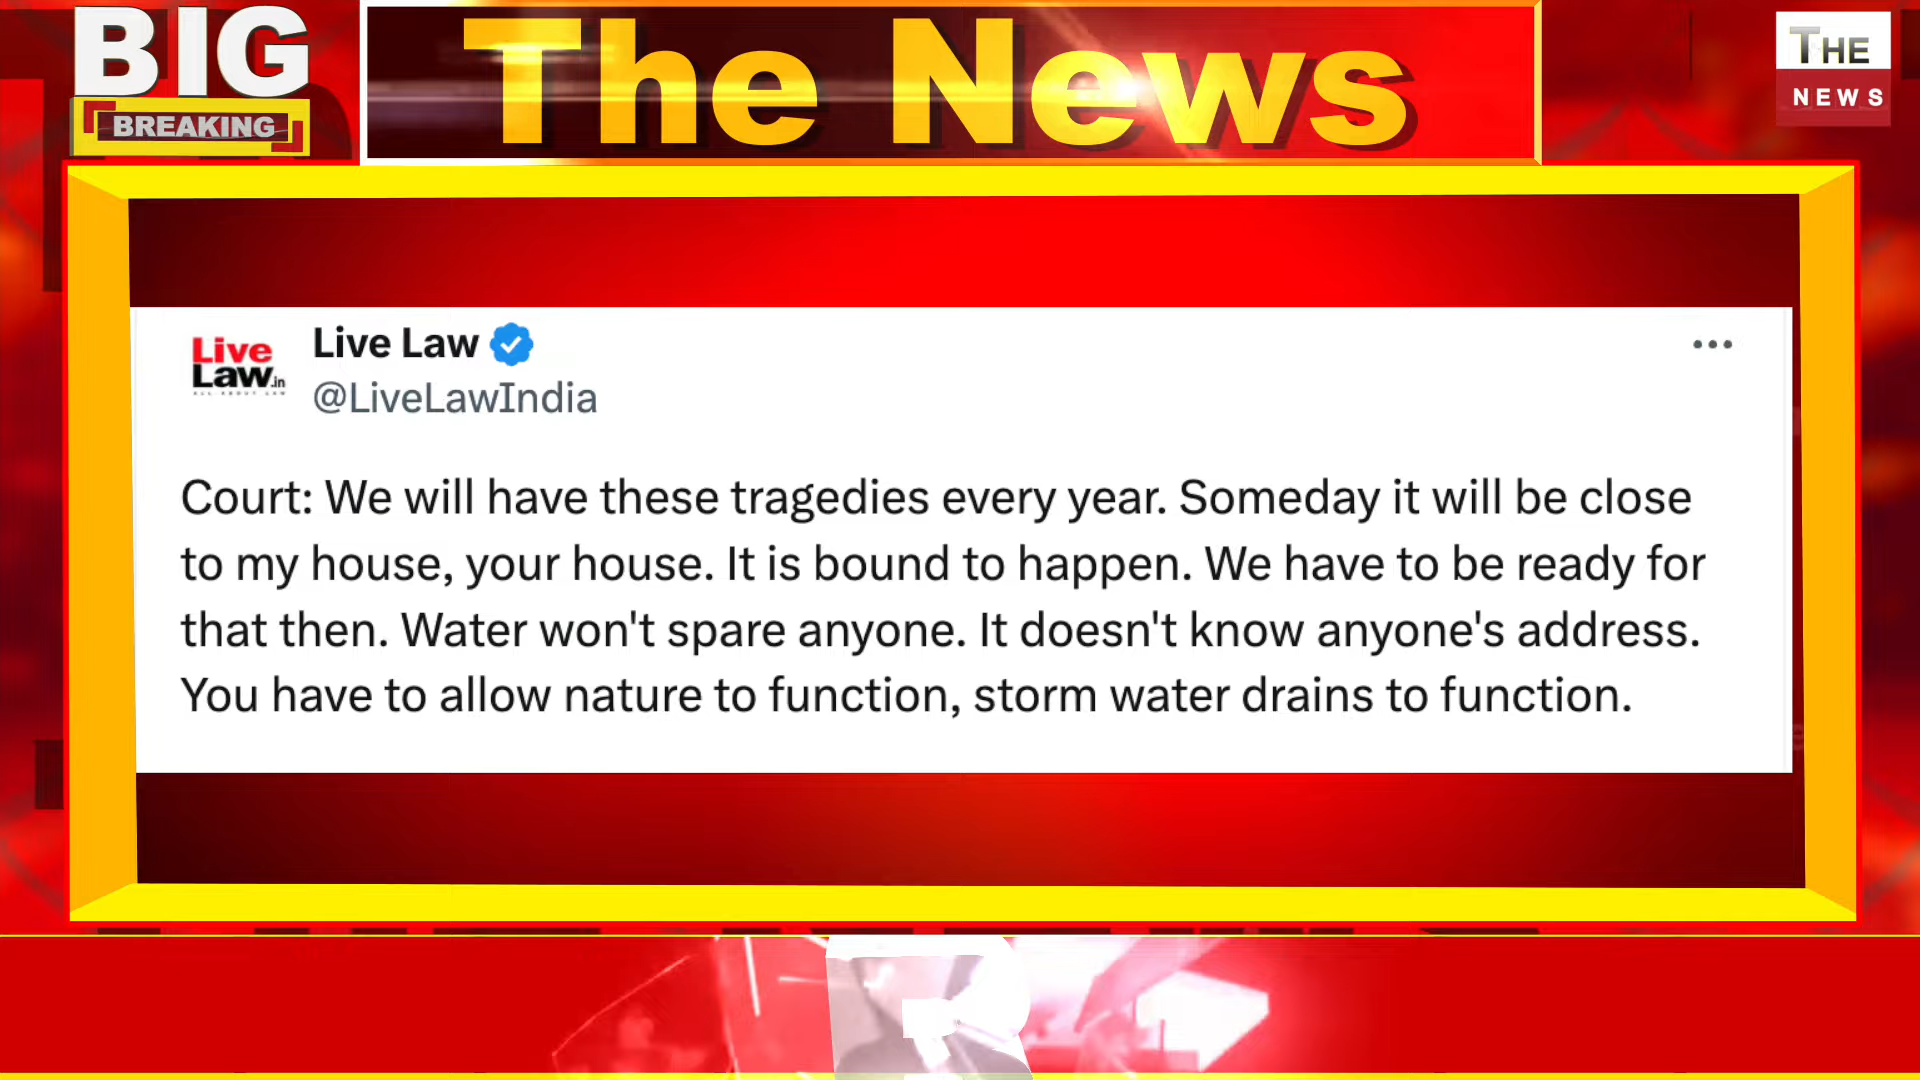 BIG
BREAKING
The News
THE
NEWS
Live
Law.in
Live Law
@LiveLawIndia
Court: We will have these tragedies every year. Someday it will be close
to my house, your house. It is bound to happen. We have to be ready for
that then. Water won't spare anyone. It doesn't know anyone's address.
You have to allow nature to function, storm water drains to function.